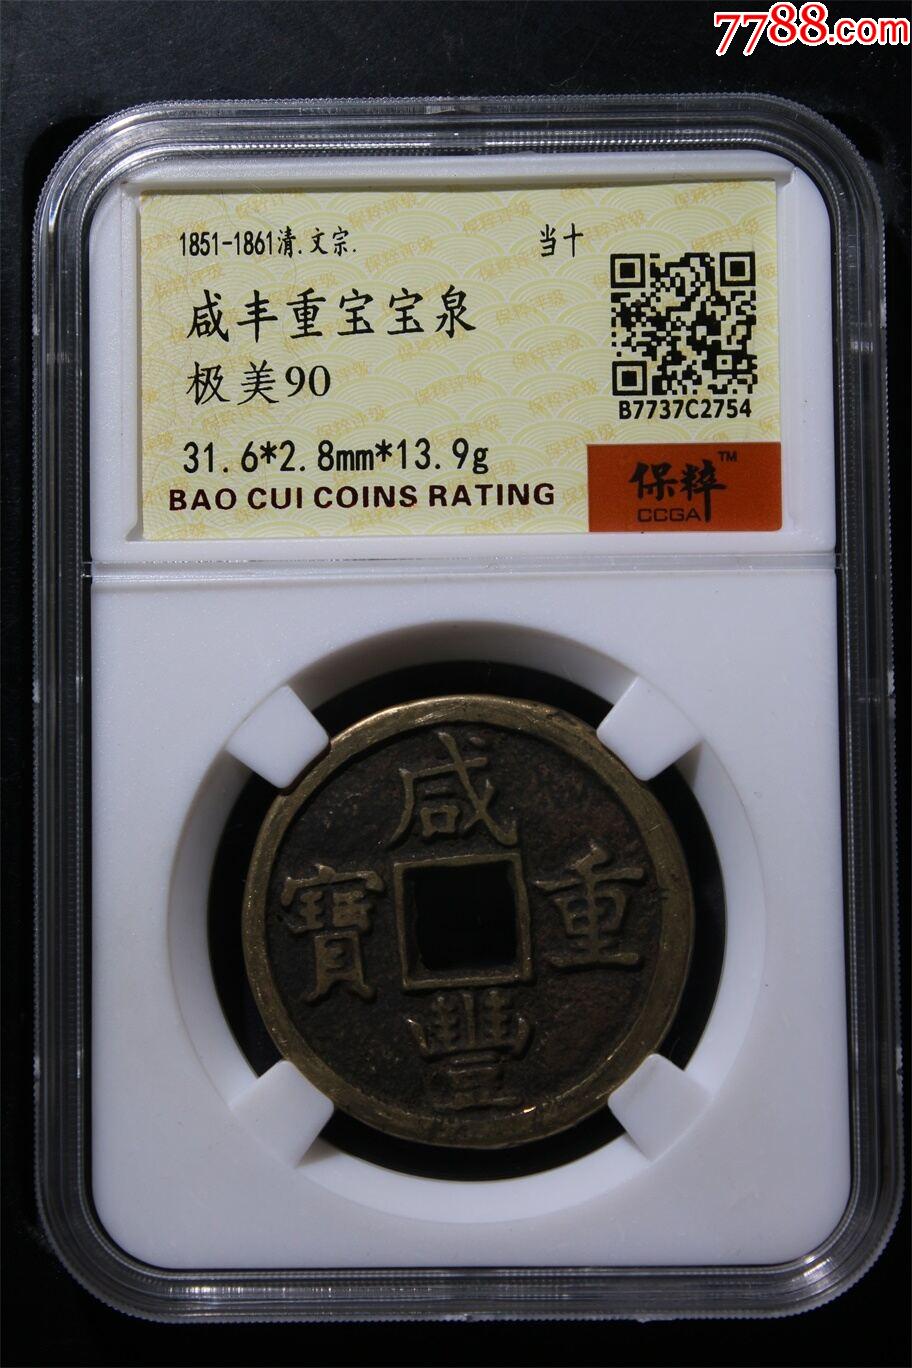 7788.com
1851-1861清.文宗. 当十
咸丰重宝宝泉
极美90
B7737C2754
31.6*2.8mm*13.9g
BAO CUI COINS RATING
保粹™
CCGA
咸
寶 重
豐
7788.com